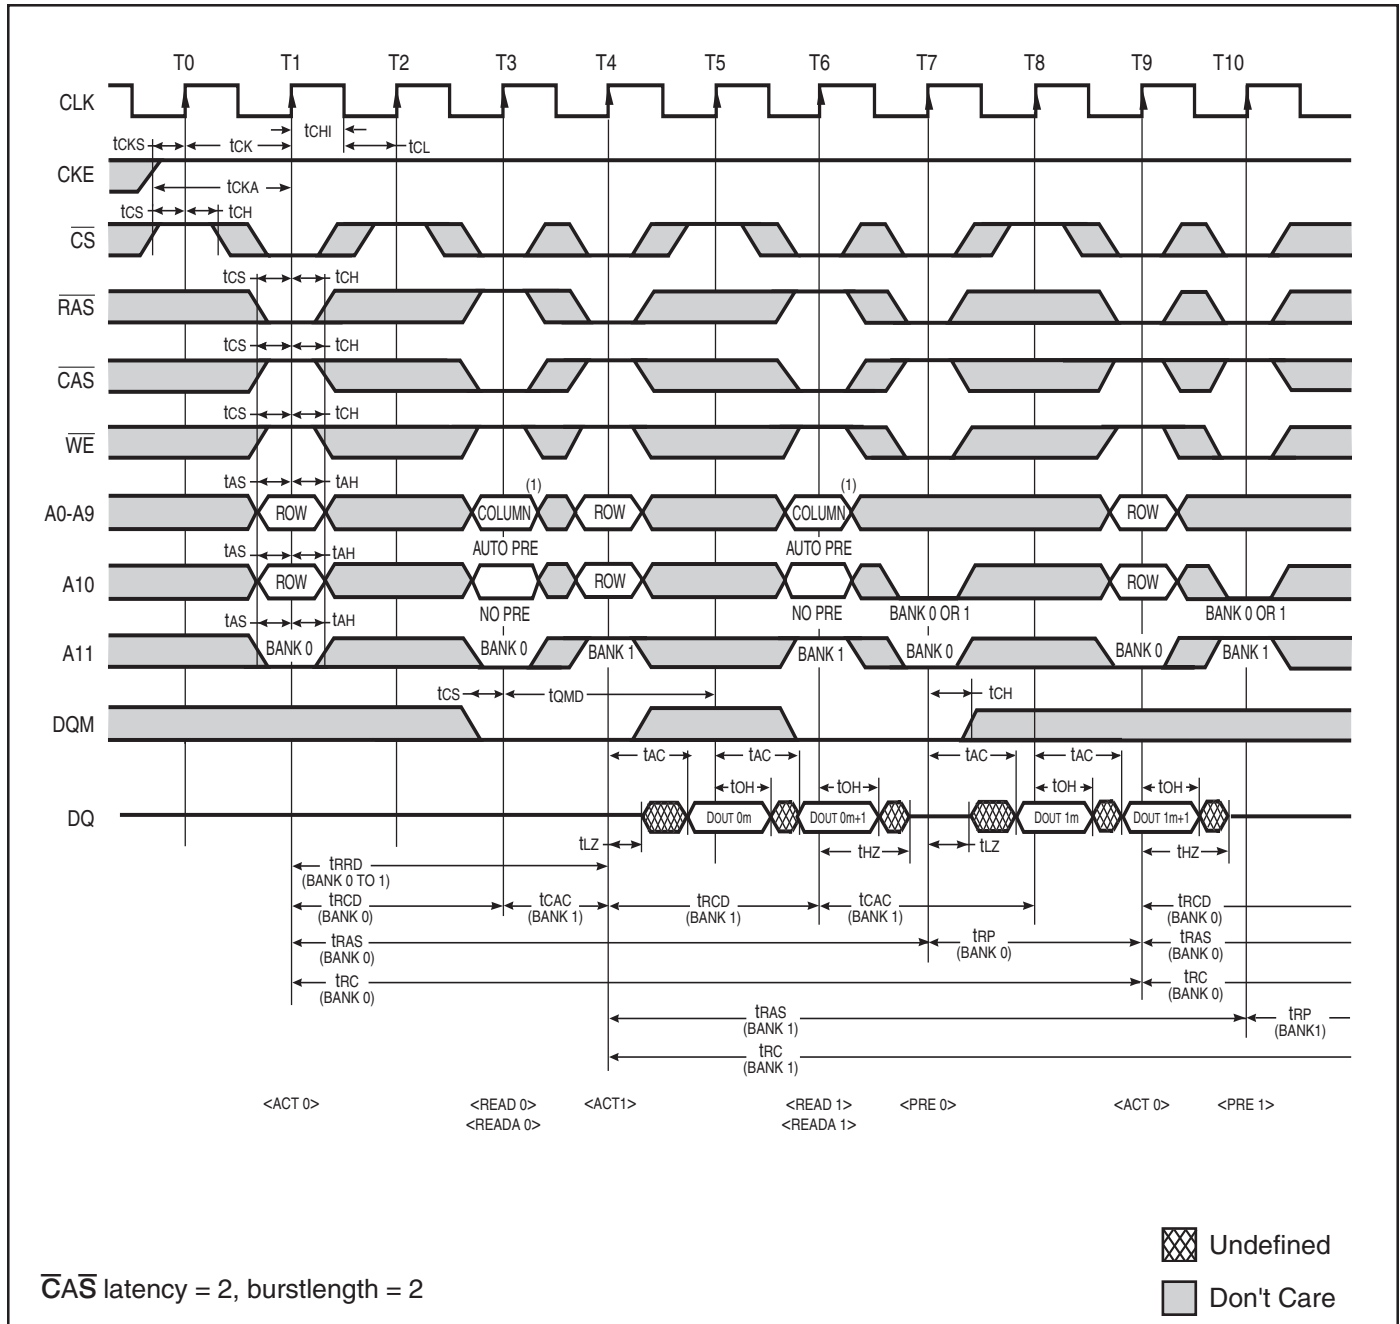 T0 T1 T2 T3 T4 T5 T6 T7 T8 T9 T10
CLK
tCHI
tCKS tCK tCL
CKE
tCKA
tCS tCH
CS
tCS tCH
RAS
tCS tCH
CAS
tCS tCH
WE
tAS tAH (1) (1)
A0-A9 ROW COLUMN ROW COLUMN ROW
tAS tAH AUTO PRE AUTO PRE
A10 ROW ROW ROW
tAS tAH NO PRE NO PRE BANK 0 OR 1 BANK 0 OR 1
A11 BANK 0 BANK 0 BANK 1 BANK 1 BANK 0 BANK 0 BANK 1
tCS tQMD tCH
DQM
tAC tAC tAC tAC
tOH tOH tOH tOH
DQ DOUT 0m DOUT 0m+1 DOUT 1m DOUT 1m+1
tLZ tHZ tLZ tHZ
tRRD
(BANK 0 TO 1)
tRCD tCAC tRCD tCAC tRCD
(BANK 0) (BANK 1) (BANK 1) (BANK 1) (BANK 0)
tRAS tRP tRAS
(BANK 0) (BANK 0) (BANK 0)
tRC tRC
(BANK 0) (BANK 0)
tRAS tRP
(BANK 1) (BANK1)
tRC
(BANK 1)
<ACT 0> <READ 0> <ACT1> <READ 1> <PRE 0> <ACT 0> <PRE 1>
<READA 0> <READA 1>
Undefined
CAS latency = 2, burstlength = 2
Don't Care